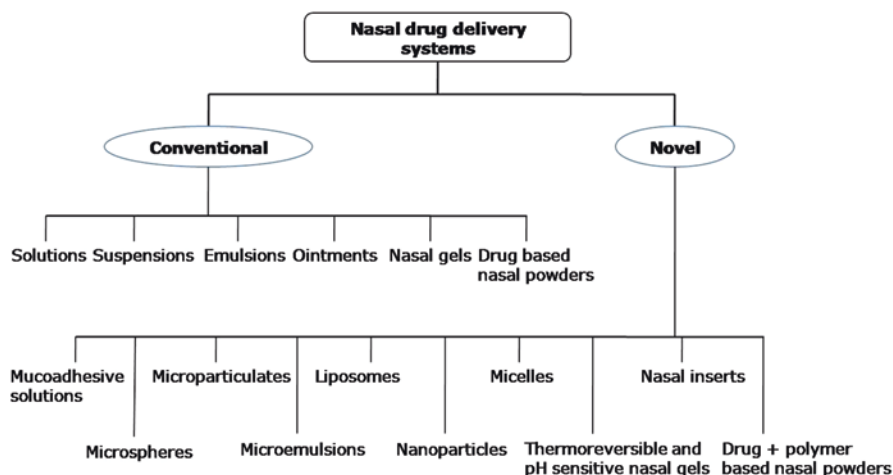 Nasal drug delivery
systems
Conventional
Novel
Solutions
Suspensions
Emulsions
Ointments
Nasal gels
Drug based
nasal powders
Mucoadhesive
solutions
Microspheres
Microparticulates
Microemulsions
Liposomes
Nanoparticles
Micelles
Thermoreversible and
pH sensitive nasal gels
Nasal inserts
Drug + polymer
based nasal powders